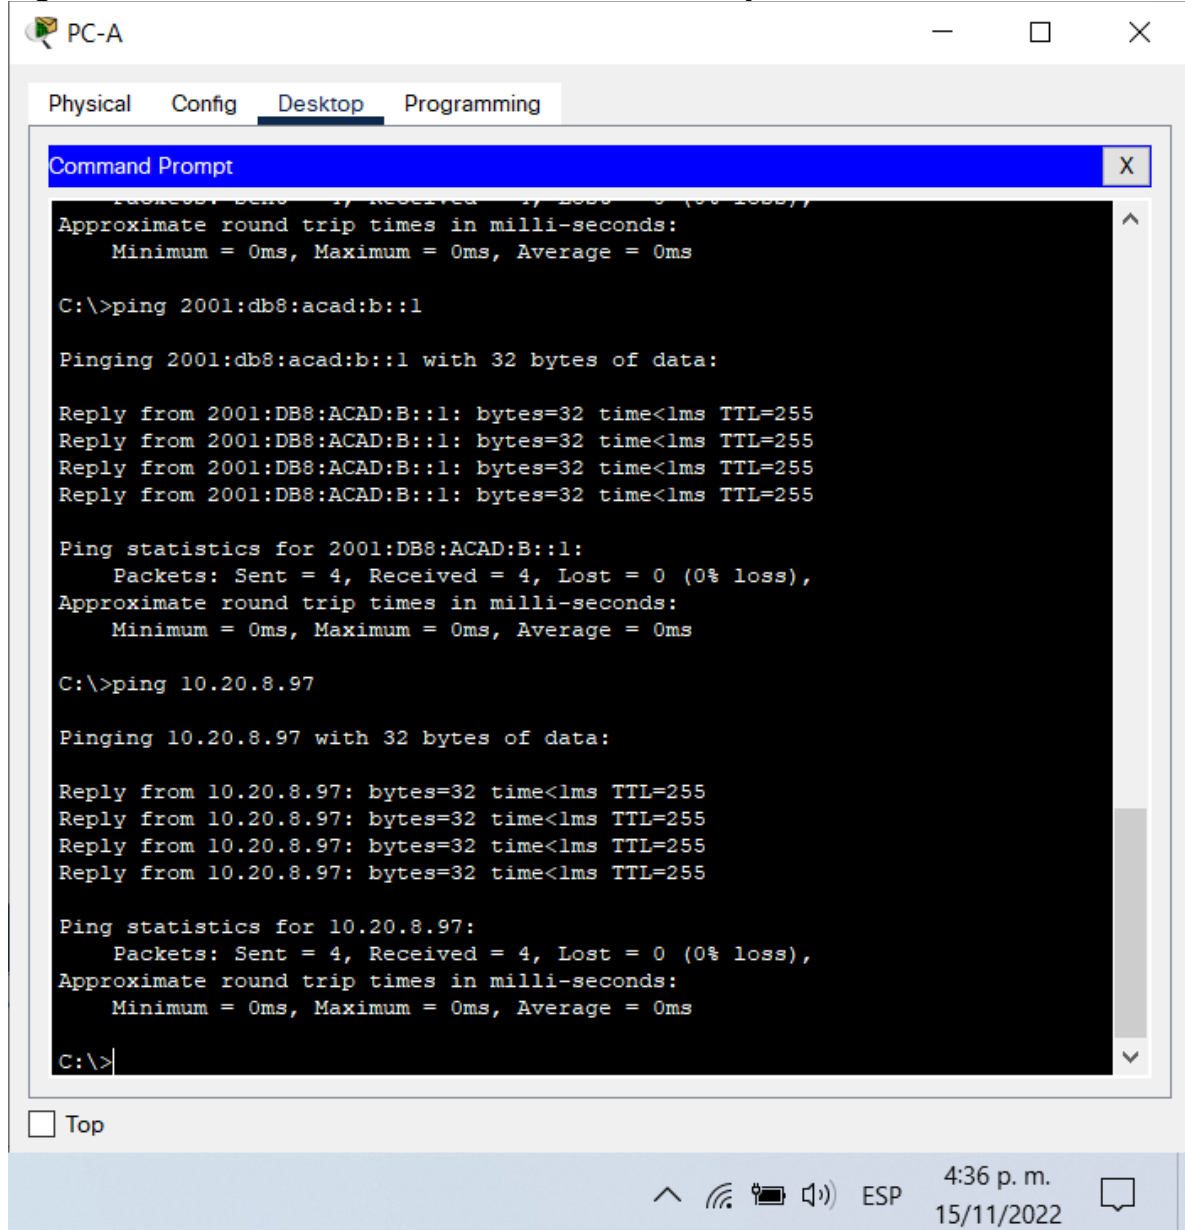 PC-A
Physical Config Desktop Programming
Command Prompt X
Packets: Sent = 4, Received = 4, Lost = 0 (0% loss),
Approximate round trip times in milli-seconds:
Minimum = 0ms, Maximum = 0ms, Average = 0ms
C:\>ping 2001:db8:acad:b::1
Pinging 2001:db8:acad:b::1 with 32 bytes of data:
Reply from 2001:DB8:ACAD:B::1: bytes=32 time<1ms TTL=255
Reply from 2001:DB8:ACAD:B::1: bytes=32 time<1ms TTL=255
Reply from 2001:DB8:ACAD:B::1: bytes=32 time<1ms TTL=255
Reply from 2001:DB8:ACAD:B::1: bytes=32 time<1ms TTL=255
Ping statistics for 2001:DB8:ACAD:B::1:
Packets: Sent = 4, Received = 4, Lost = 0 (0% loss),
Approximate round trip times in milli-seconds:
Minimum = 0ms, Maximum = 0ms, Average = 0ms
C:\>ping 10.20.8.97
Pinging 10.20.8.97 with 32 bytes of data:
Reply from 10.20.8.97: bytes=32 time<1ms TTL=255
Reply from 10.20.8.97: bytes=32 time<1ms TTL=255
Reply from 10.20.8.97: bytes=32 time<1ms TTL=255
Reply from 10.20.8.97: bytes=32 time<1ms TTL=255
Ping statistics for 10.20.8.97:
Packets: Sent = 4, Received = 4, Lost = 0 (0% loss),
Approximate round trip times in milli-seconds:
Minimum = 0ms, Maximum = 0ms, Average = 0ms
C:\>
Top
ESP
4:36 p. m.
15/11/2022